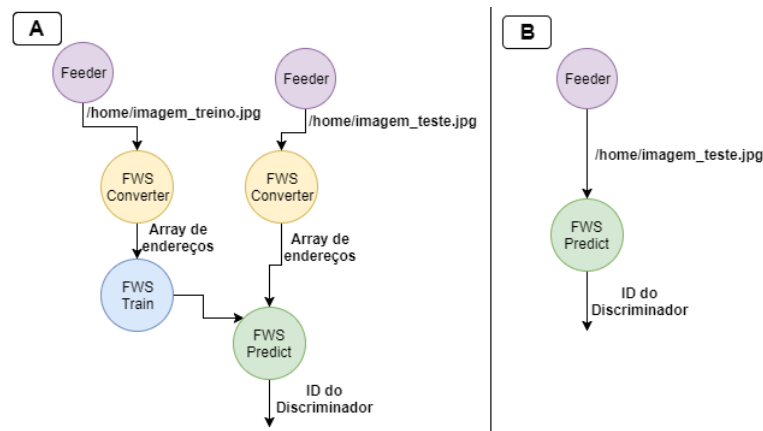 A
Feeder
/home/imagem_treino.jpg
FWS
Converter
Array de
endereços
FWS
Train
Feeder
/home/imagem_teste.jpg
FWS
Converter
Array de
endereços
FWS
Predict
ID do
Discriminador
B
Feeder
/home/imagem_teste.jpg
FWS
Predict
ID do
Discriminador